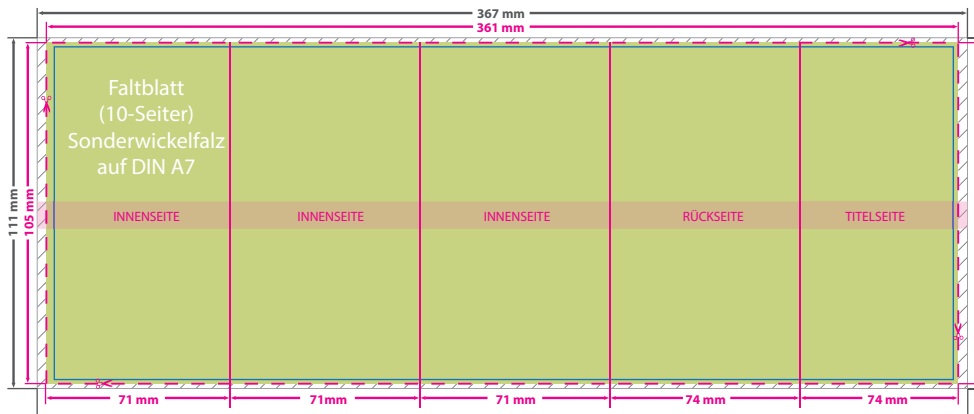 367 mm
361 mm
Faltblatt
(10-Seiter)
Sonderwickelfalz
auf DIN A7
111 mm
105 mm
INNENSEITE
INNENSEITE
INNENSEITE
RÜCKSEITE
TITELSEITE
71 mm
71mm
71 mm
74 mm
74 mm